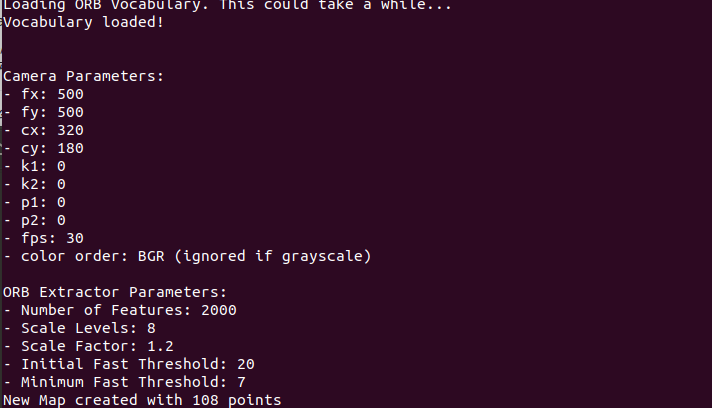 Loading ORB Vocabulary. This could take a while...
Vocabulary loaded!
Camera Parameters:
- fx: 500
- fy: 500
- cx: 320
- cy: 180
- k1: 0
- k2: 0
- p1: 0
- p2: 0
- fps: 30
- color order: BGR (ignored if grayscale)
ORB Extractor Parameters:
- Number of Features: 2000
- Scale Levels: 8
- Scale Factor: 1.2
- Initial Fast Threshold: 20
- Minimum Fast Threshold: 7
New Map created with 108 points